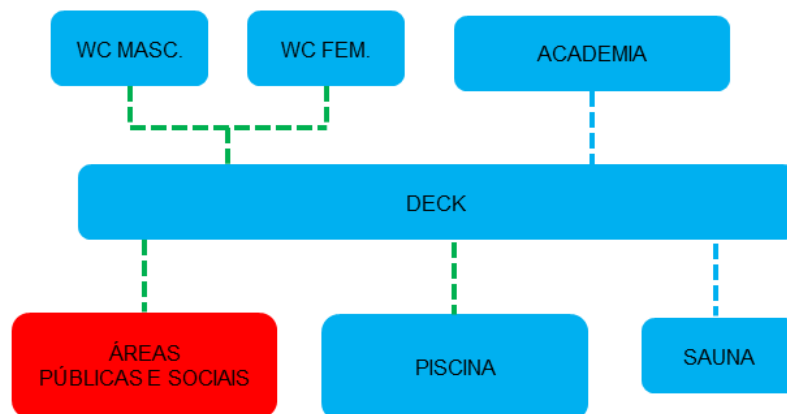 WC MASC.
WC FEM.
ACADEMIA
DECK
ÁREAS
PÚBLICAS E SOCIAIS
PISCINA
SAUNA